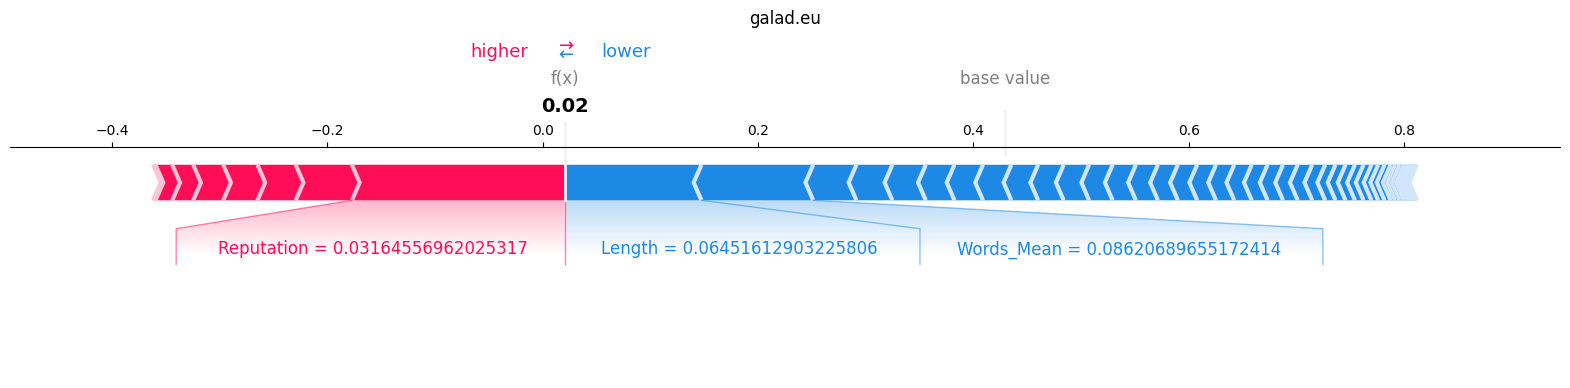 galad.eu
higher ⇄ lower
f(x) base value
0.02
−0.4 −0.2 0.0 0.2 0.4 0.6 0.8
Reputation = 0.03164556962025317 Length = 0.06451612903225806 Words_Mean = 0.08620689655172414